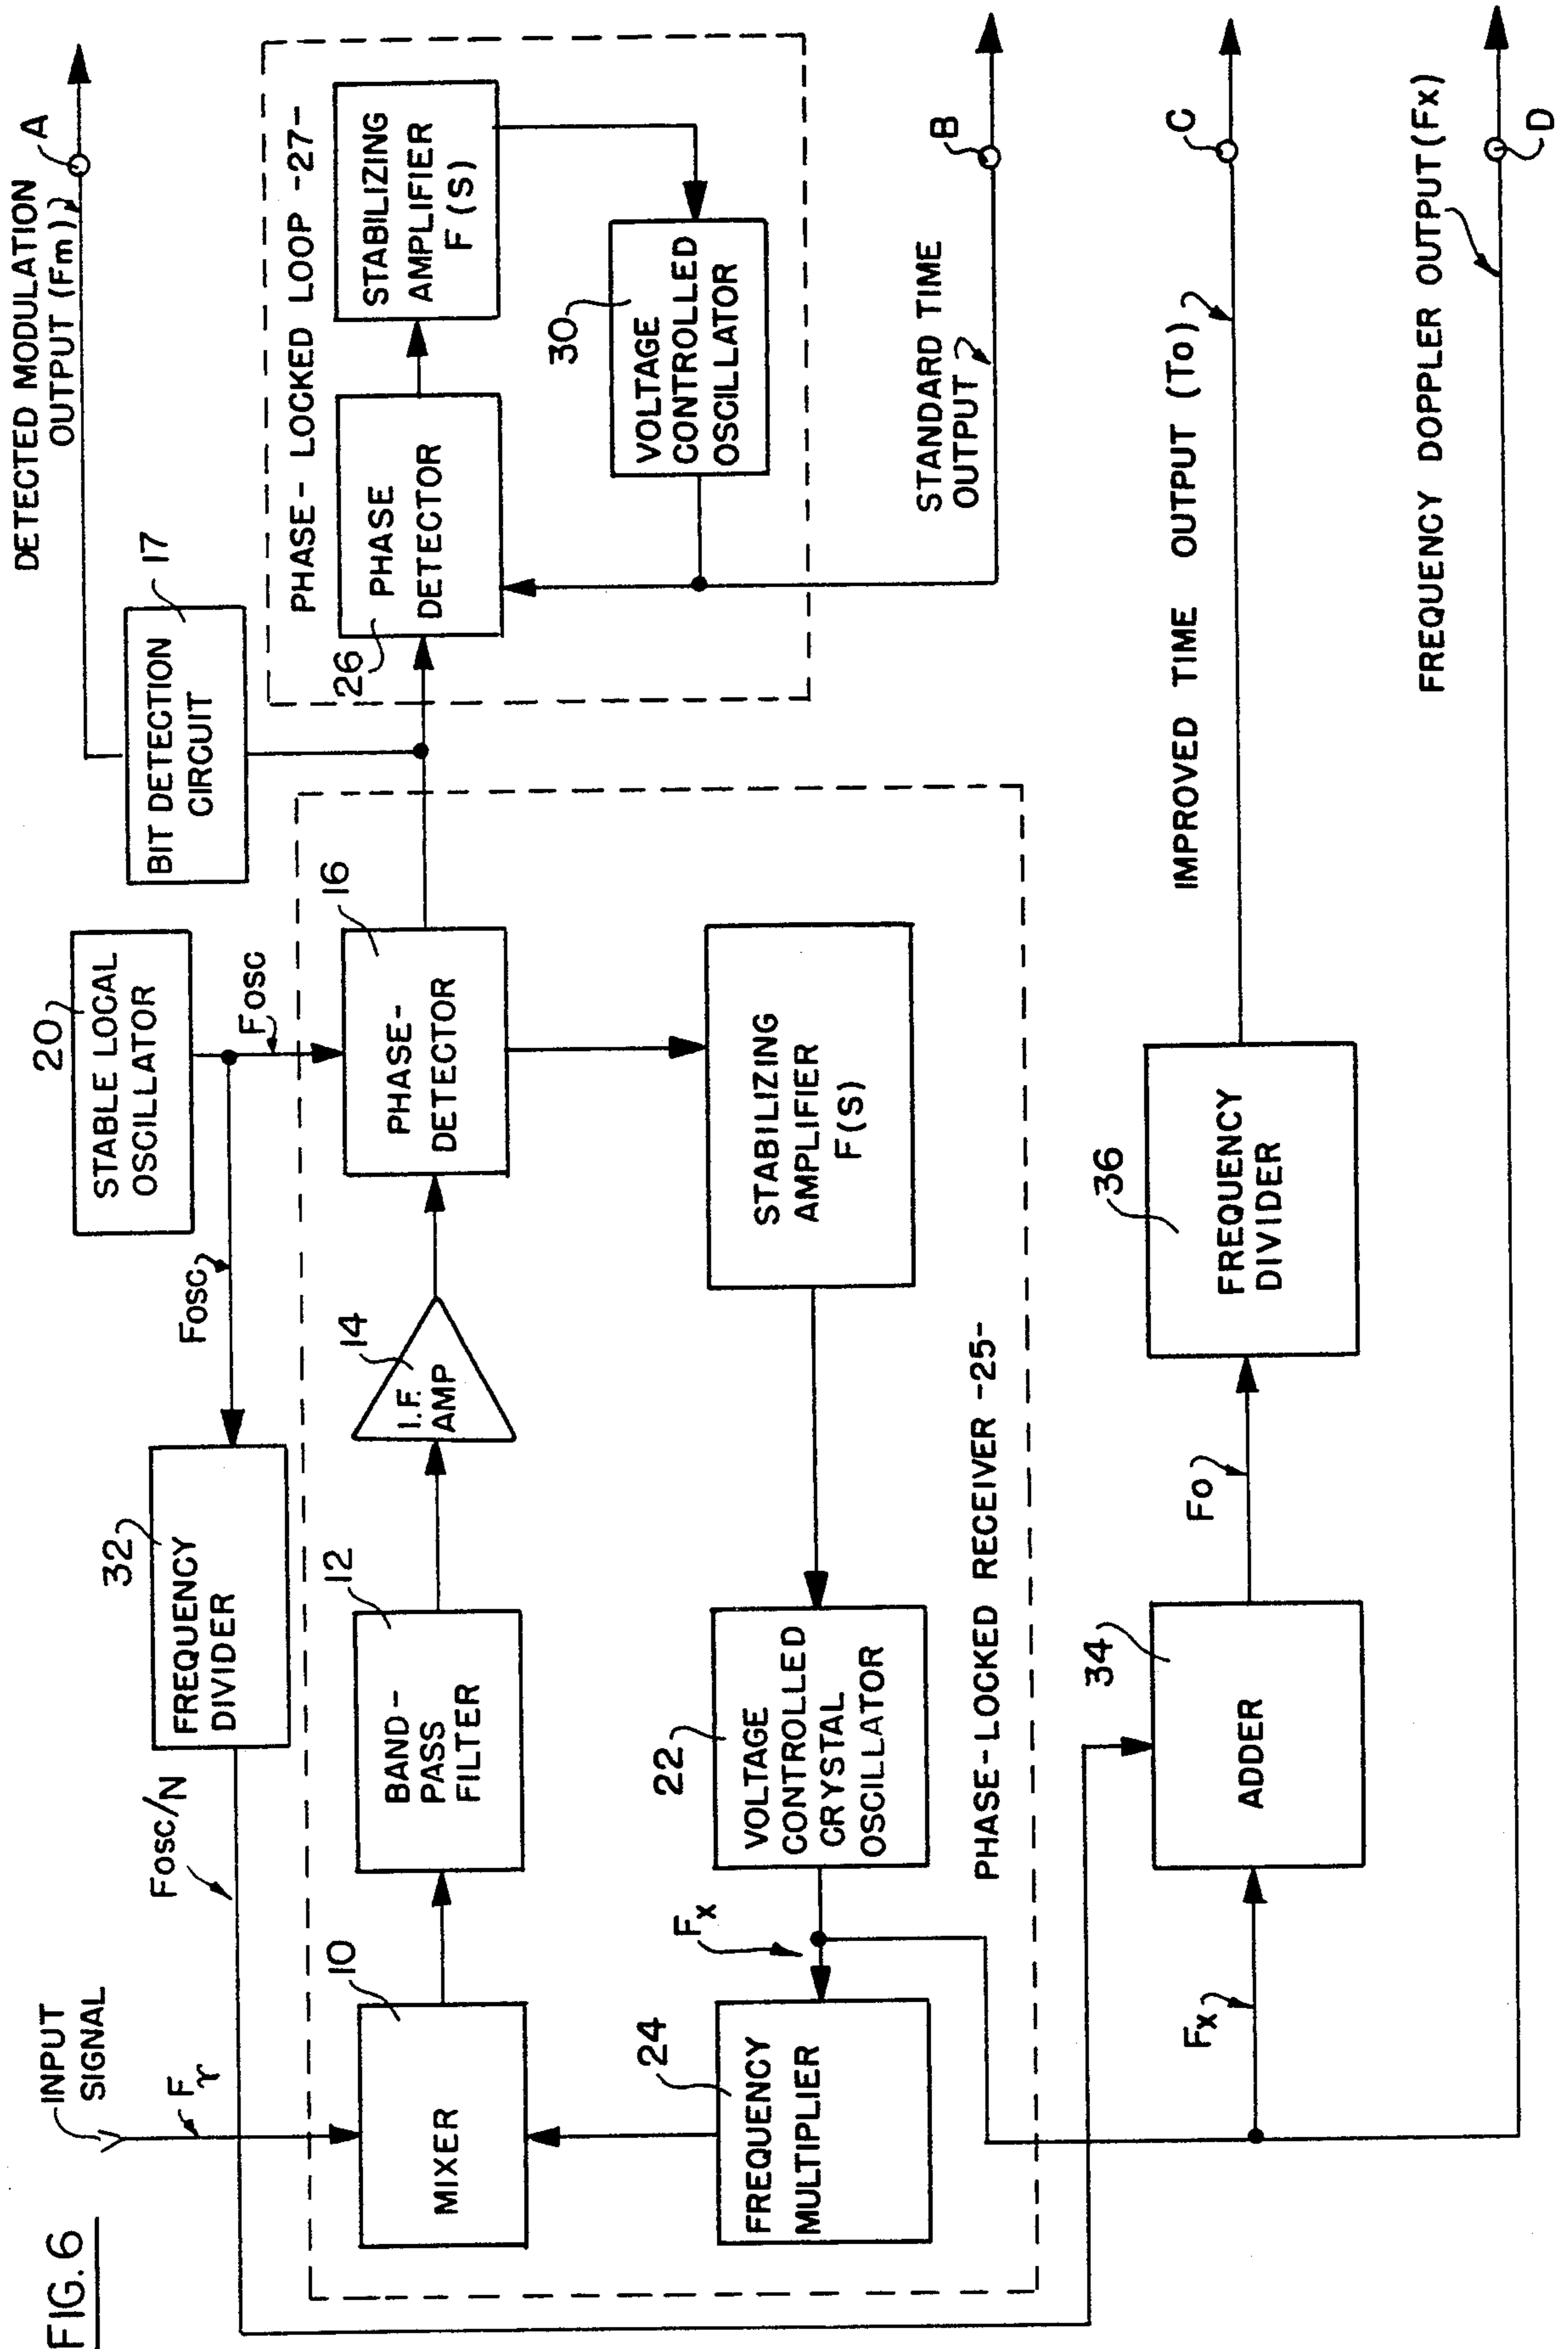 FIG. 6
INPUT
SIGNAL
Fr
Fosc/N
32
FREQUENCY
DIVIDER
Fosc
20
STABLE LOCAL
OSCILLATOR
Fosc
BIT DETECTION
CIRCUIT
17
DETECTED MODULATION
OUTPUT (Fm)
A
10
MIXER
12
BAND-
PASS
FILTER
14
I.F.
AMP
16
PHASE-
DETECTOR
PHASE-LOCKED LOOP -27-
26
PHASE
DETECTOR
STABILIZING
AMPLIFIER
F(S)
30
VOLTAGE
CONTROLLED
OSCILLATOR
24
FREQUENCY
MULTIPLIER
Fx
22
VOLTAGE
CONTROLLED
CRYSTAL
OSCILLATOR
STABILIZING
AMPLIFIER
F(S)
PHASE-LOCKED RECEIVER -25-
STANDARD TIME
OUTPUT
B
Fx
34
ADDER
Fo
36
FREQUENCY
DIVIDER
IMPROVED TIME OUTPUT (To)
C
FREQUENCY DOPPLER OUTPUT (Fx)
D